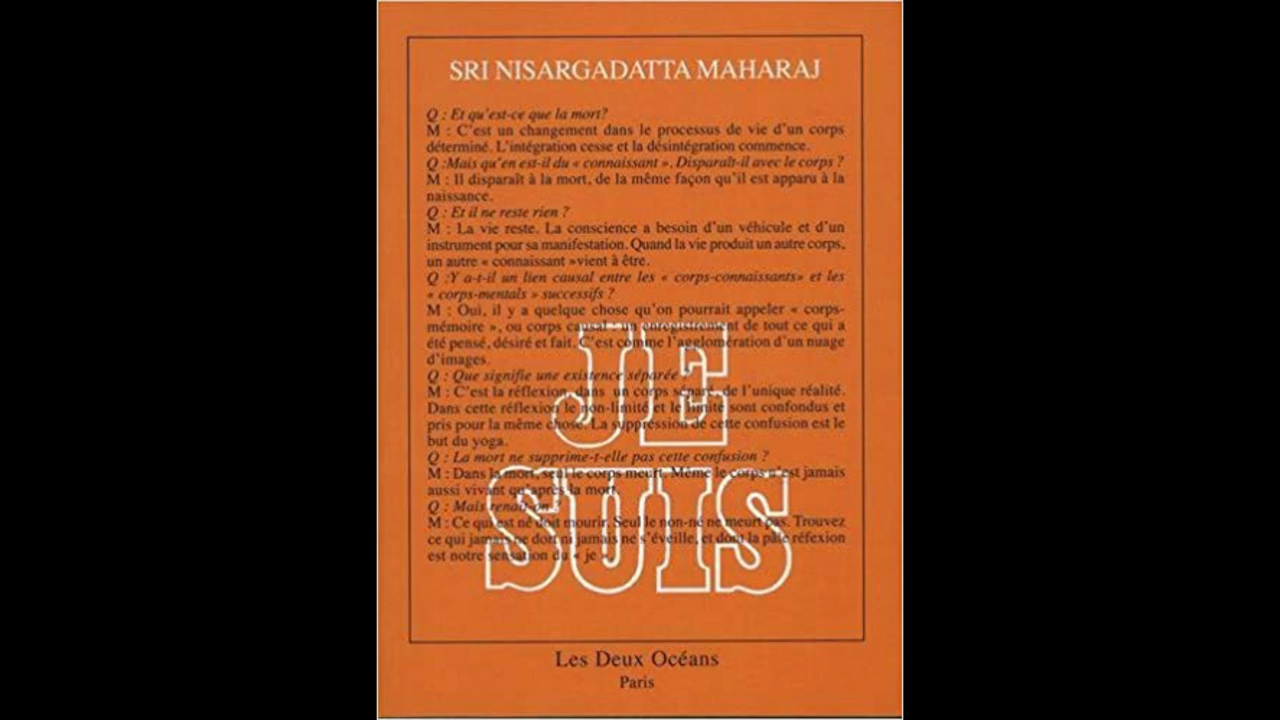 SRI NISARGADATTA MAHARAJ
Q : Et qu'est-ce que la mort?
M : C'est un changement dans le processus de vie d'un corps
déterminé. L'intégration cesse et la désintégration commence.
Q :Mais qu'en est-il du « connaissant ». Disparaît-il avec le corps ?
M : Il disparaît à la mort, de la même façon qu'il est apparu à la
naissance.
Q : Et il ne reste rien ?
M : La vie reste. La conscience a besoin d'un véhicule et d'un
instrument pour sa manifestation. Quand la vie produit un autre corps,
un autre « connaissant »vient à être.
Q :Y a-t-il un lien causal entre les « corps-connaissants» et les
« corps-mentals » successifs ?
M : Oui, il y a quelque chose qu'on pourrait appeler « corps-
mémoire », ou corps causal : un enregistrement de tout ce qui a
été pensé, désiré et fait. C'est comme l'agglomération d'un nuage
d'images.
Q : Que signifie une existence séparée ?
M : C'est la réflexion, dans un corps séparé, de l'unique réalité.
Dans cette réflexion le non-limité et le limité sont confondus et
pris pour la même chose. La suppression de cette confusion est le
but du yoga.
Q : La mort ne supprime-t-elle pas cette confusion ?
M : Dans la mort, seul le corps meurt. Même le corps n'est jamais
aussi vivant qu'après la mort.
Q : Mais renaît-on ?
M : Ce qui est né doit mourir. Seul le non-né ne meurt pas. Trouvez
ce qui jamais ne dort ni jamais ne s'éveille, et dont la pâle réfexion
est notre sensation du « je ».
JE
SUIS
Les Deux Océans
Paris